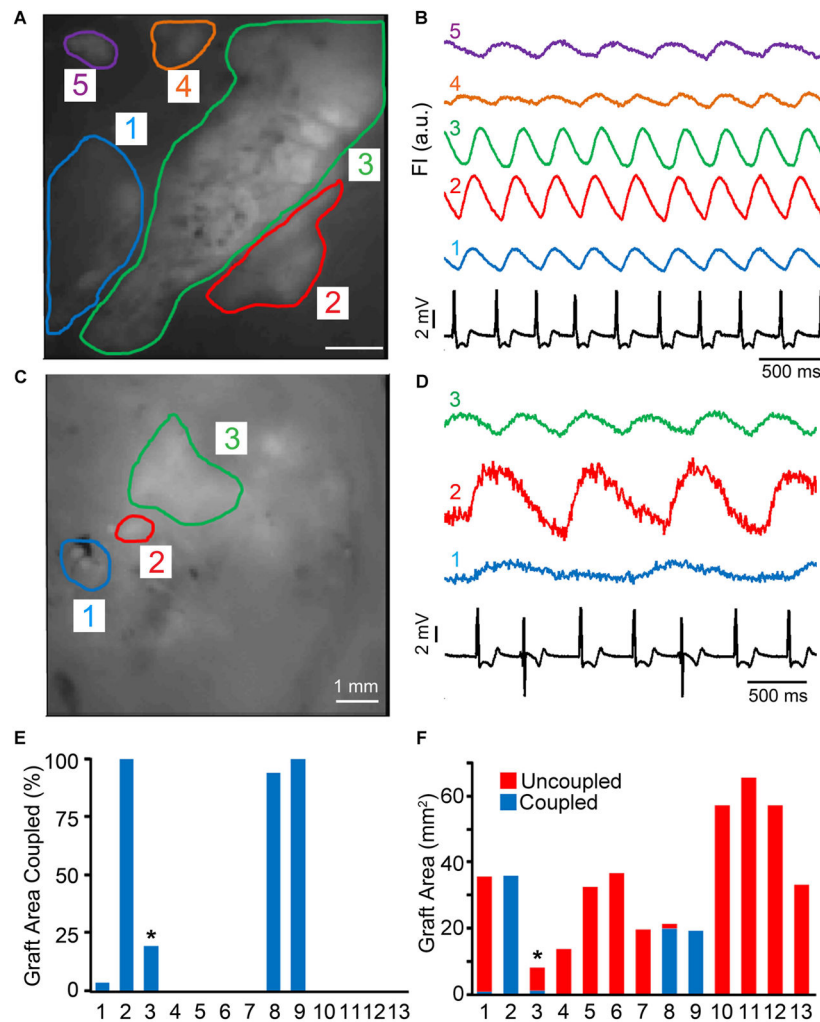 A
5
4
1
3
2
B
5
4
3
2
1
FI (a.u.)
2 mV
500 ms
C
3
2
1
1 mm
D
3
2
1
2 mV
500 ms
E
Graft Area Coupled (%)
100
75
50
25
0
*
1 2 3 4 5 6 7 8 9 10 11 12 13
F
Graft Area (mm²)
60
40
20
0
Uncoupled
Coupled
*
1 2 3 4 5 6 7 8 9 10 11 12 13